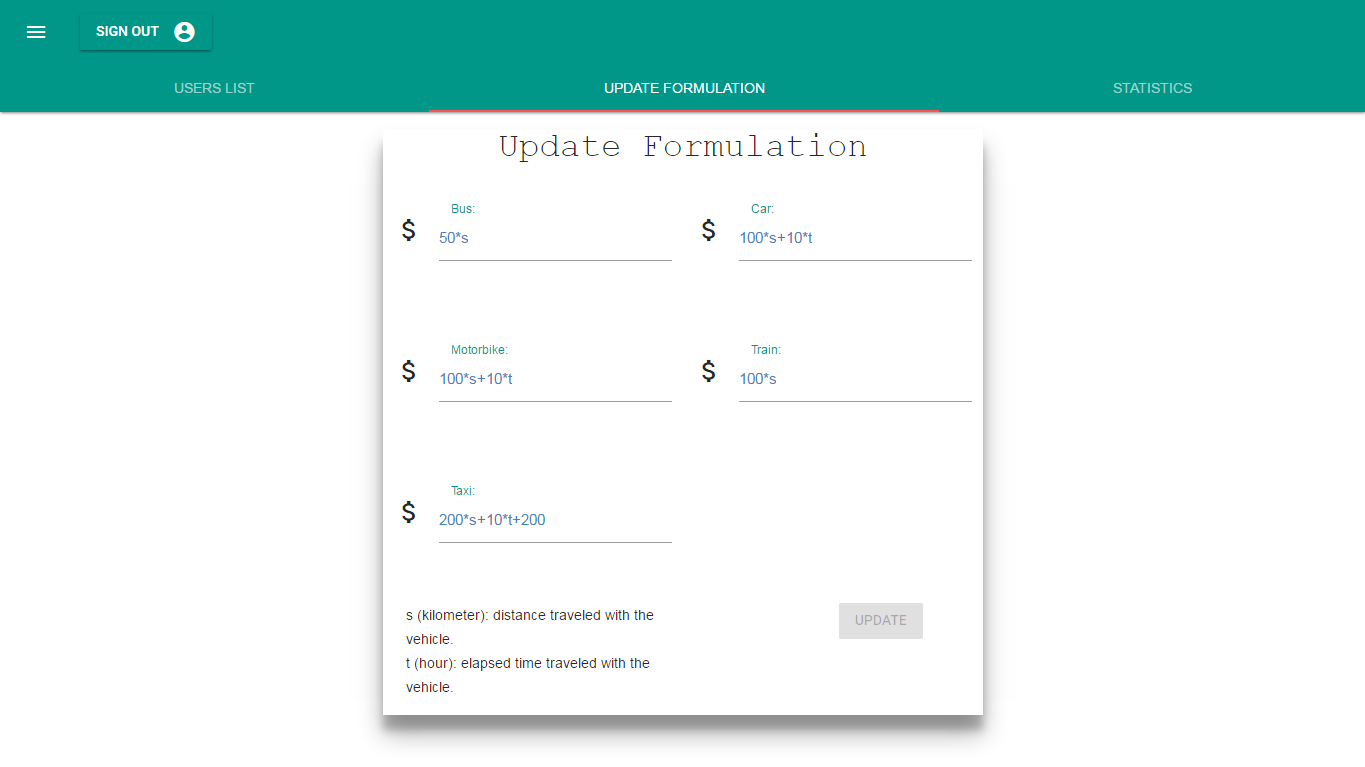 SIGN OUT
USERS LIST
UPDATE FORMULATION
STATISTICS
Update Formulation
Bus:
$ 50*s
Car:
$ 100*s+10*t
Motorbike:
$ 100*s+10*t
Train:
$ 100*s
Taxi:
$ 200*s+10*t+200
s (kilometer): distance traveled with the
vehicle.
t (hour): elapsed time traveled with the
vehicle.
UPDATE